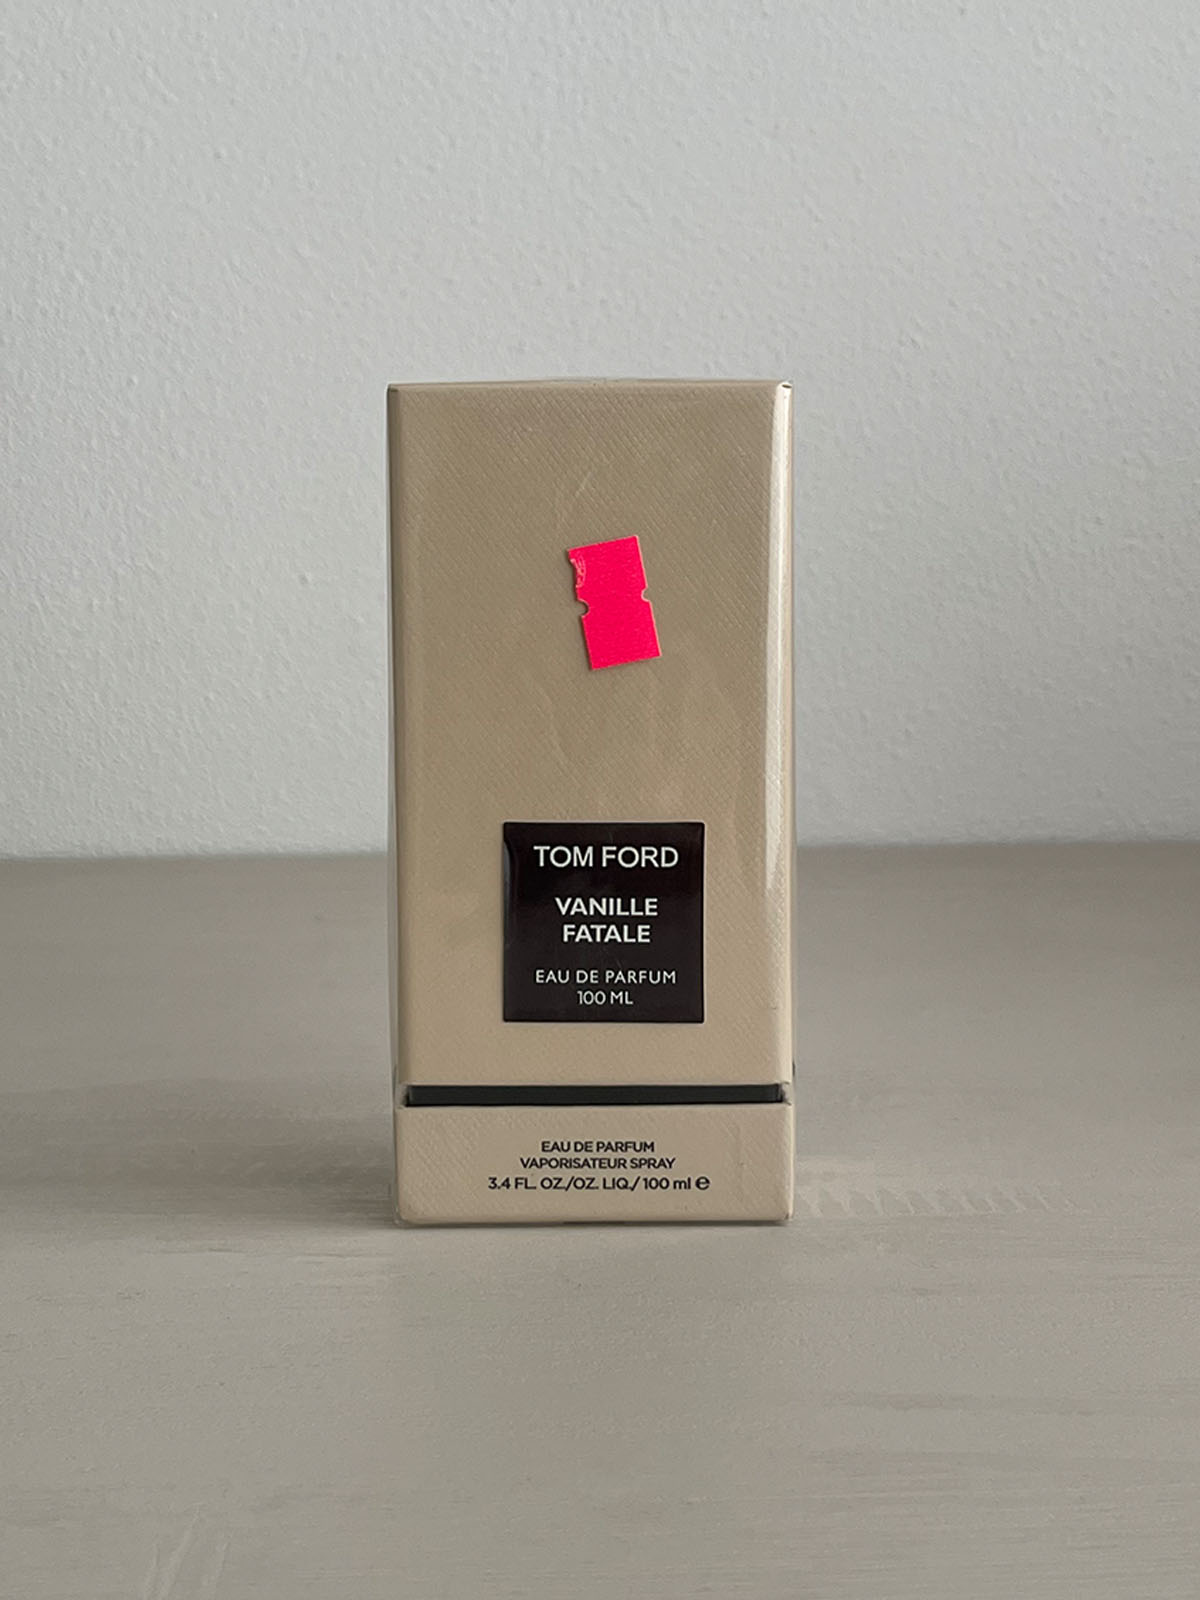 TOM FORD
VANILLE
FATALE
EAU DE PARFUM
100 ML
EAU DE PARFUM
VAPORISATEUR SPRAY
3.4 FL. OZ./OZ. LIQ./ 100 ml ℮